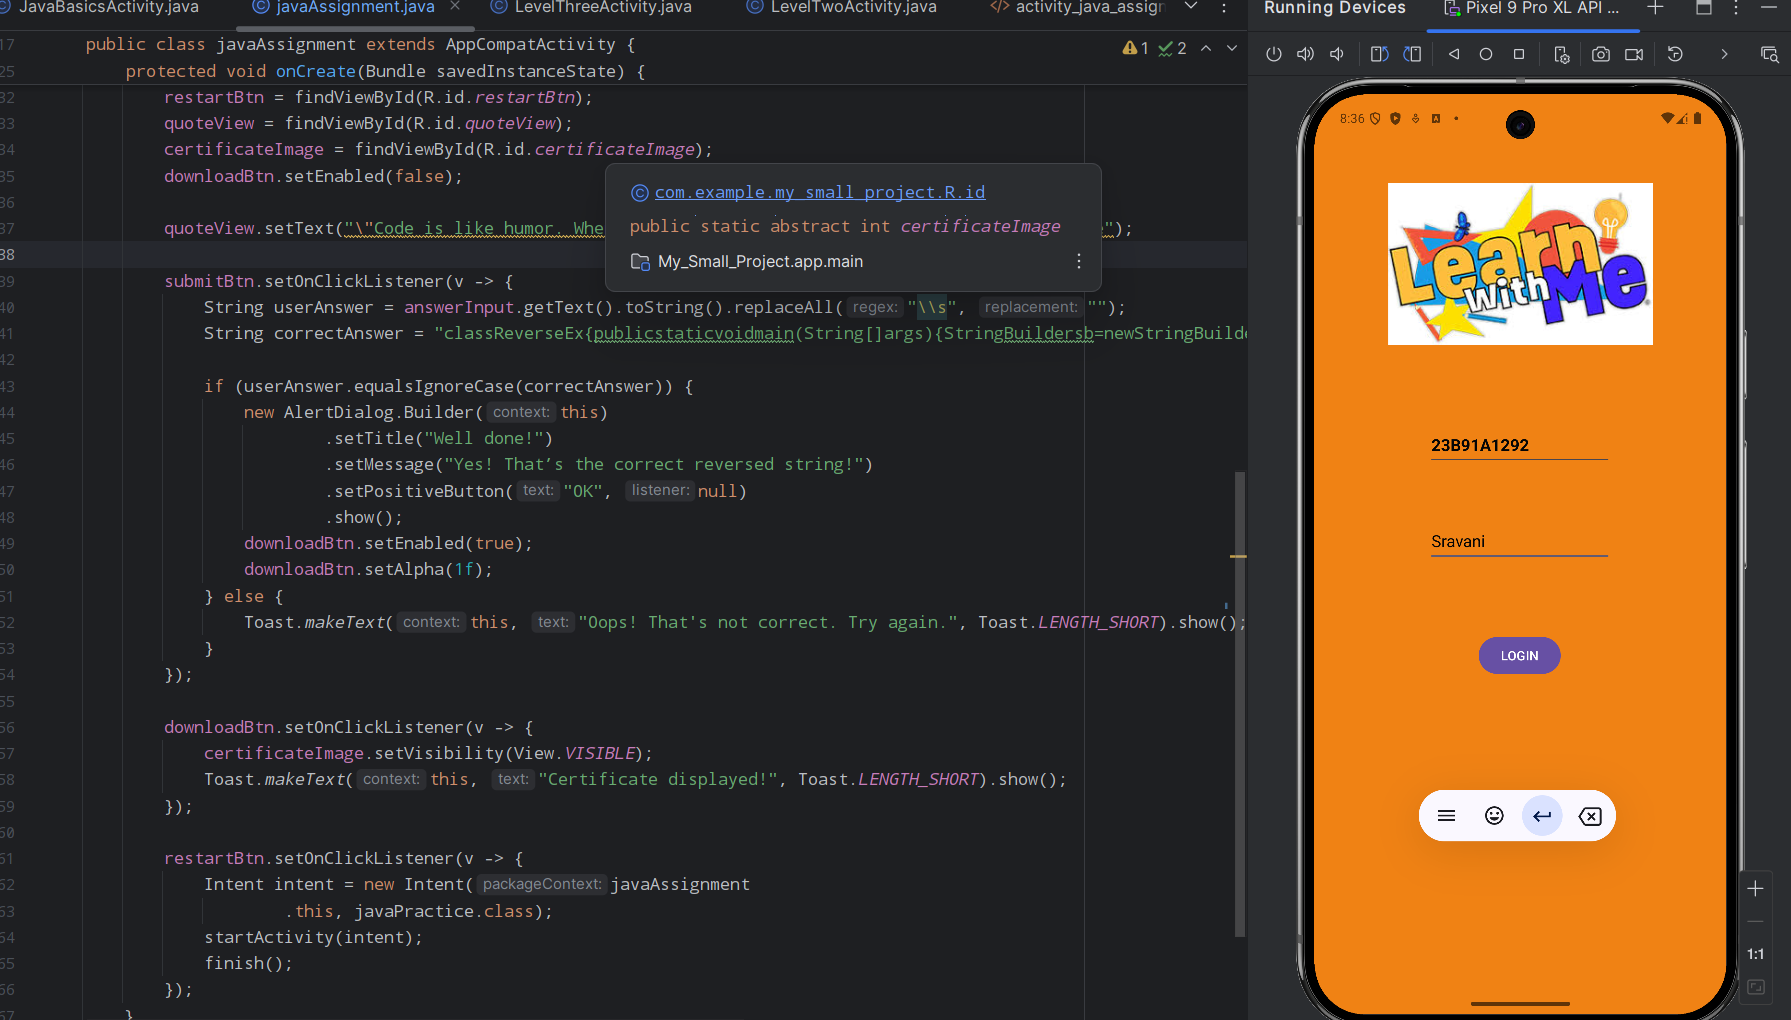 JavaBasicsActivity.java
javaAssignment.java
LevelThreeActivity.java
LevelTwoActivity.java
activity_java_assign
17 public class javaAssignment extends AppCompatActivity {
1 2
25 protected void onCreate(Bundle savedInstanceState) {
32 restartBtn = findViewById(R.id.restartBtn);
33 quoteView = findViewById(R.id.quoteView);
34 certificateImage = findViewById(R.id.certificateImage);
35 downloadBtn.setEnabled(false);
36
37 quoteView.setText("\"Code is like humor. Whe
");
com.example.my_small_project.R.id
public static abstract int certificateImage
My_Small_Project.app.main
38
39 submitBtn.setOnClickListener(v -> {
40 String userAnswer = answerInput.getText().toString().replaceAll( regex: "\\s", replacement: "");
41 String correctAnswer = "classReverseEx{publicstaticvoidmain(String[]args){StringBuildersb=newStringBuilde
42
43 if (userAnswer.equalsIgnoreCase(correctAnswer)) {
44 new AlertDialog.Builder( context: this)
45 .setTitle("Well done!")
46 .setMessage("Yes! That’s the correct reversed string!")
47 .setPositiveButton( text: "OK", listener: null)
48 .show();
49 downloadBtn.setEnabled(true);
50 downloadBtn.setAlpha(1f);
51 } else {
52 Toast.makeText( context: this, text: "Oops! That's not correct. Try again.", Toast.LENGTH_SHORT).show();
53 }
54 });
55
56 downloadBtn.setOnClickListener(v -> {
57 certificateImage.setVisibility(View.VISIBLE);
58 Toast.makeText( context: this, text: "Certificate displayed!", Toast.LENGTH_SHORT).show();
59 });
60
61 restartBtn.setOnClickListener(v -> {
62 Intent intent = new Intent( packageContext: javaAssignment
63 .this, javaPractice.class);
64 startActivity(intent);
65 finish();
66 });
67 }
Running Devices
Pixel 9 Pro XL API ...
8:36
Learn
with Me
23B91A1292
Sravani
LOGIN
1:1